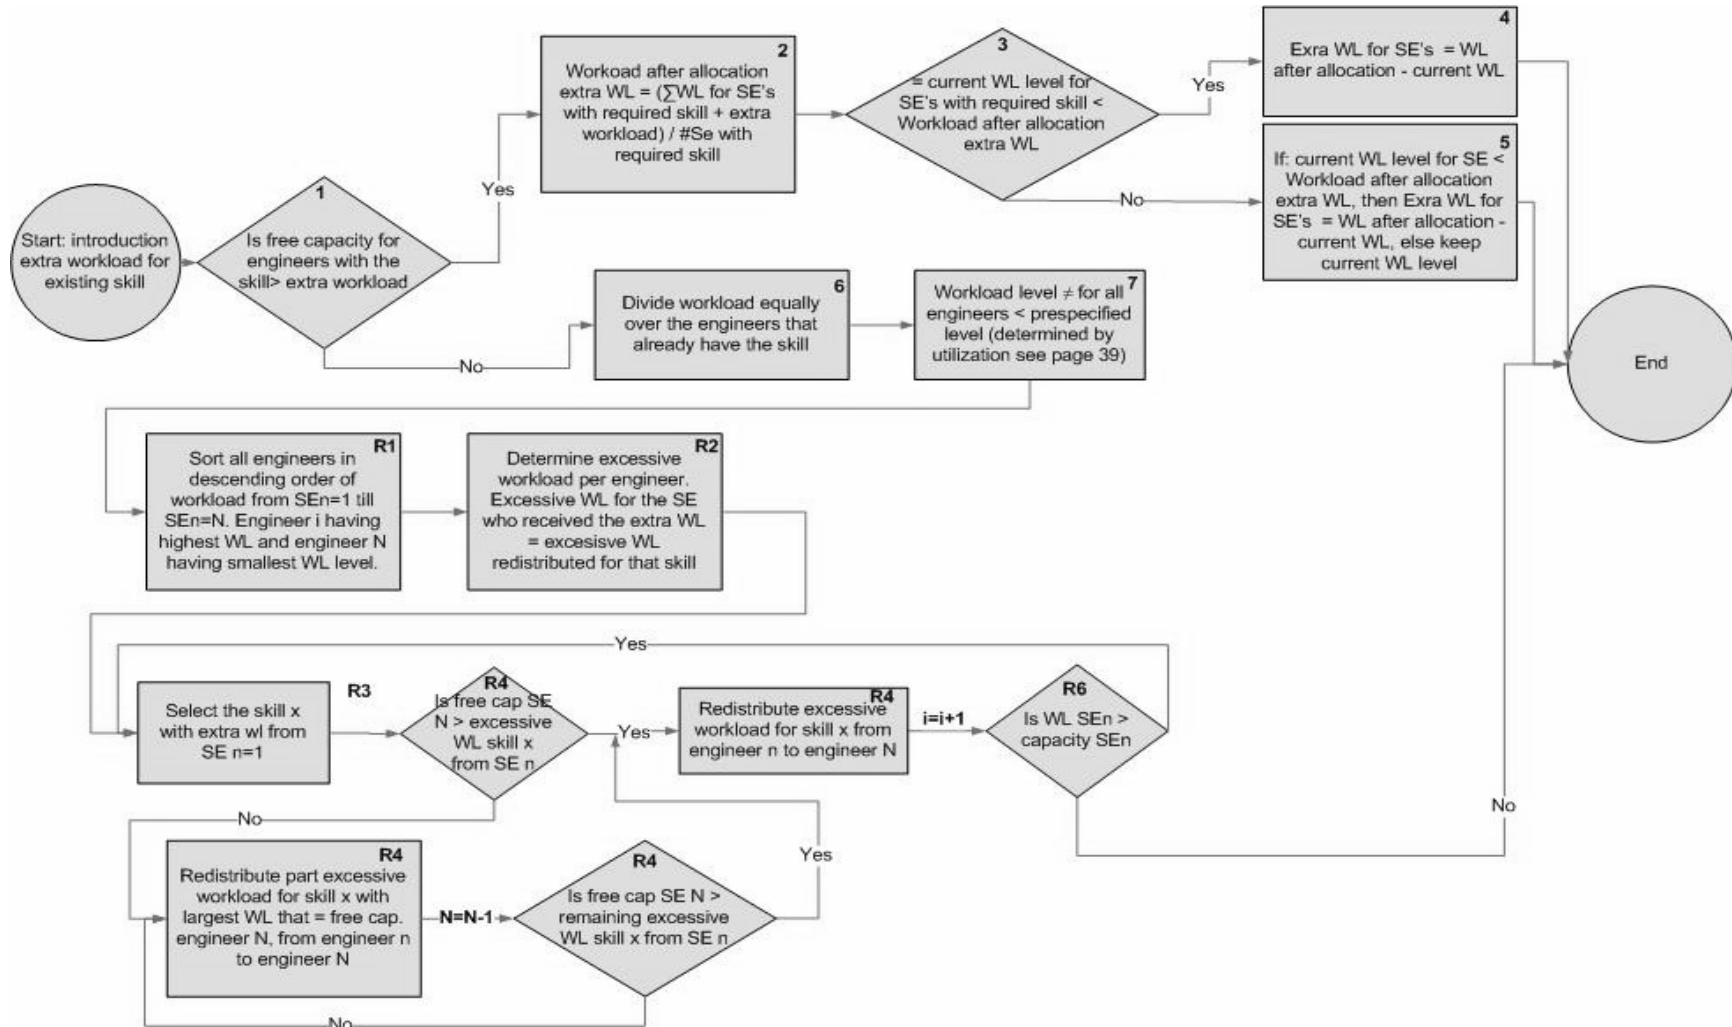 Start: introduction
extra workload for
existing skill
1
Is free capacity for
engineers with the
skill> extra workload
Yes
No
2
Workoad after allocation
extra WL = (∑WL for SE's
with required skill + extra
workload) / #Se with
required skill
3
= current WL level for
SE's with required skill <
Workload after allocation
extra WL
Yes
No
4
Exra WL for SE's = WL
after allocation - current WL
5
If: current WL level for SE <
Workload after allocation
extra WL, then Exra WL for
SE's = WL after allocation -
current WL, else keep
current WL level
6
Divide workload equally
over the engineers that
already have the skill
7
Workload level ≠ for all
engineers < prespecified
level (determined by
utilization see page 39)
End
R1
Sort all engineers in
descending order of
workload from SEn=1 till
SEn=N. Engineer i having
highest WL and engineer N
having smallest WL level.
R2
Determine excessive
workload per engineer.
Excessive WL for the SE
who received the extra WL
= excesisve WL
redistributed for that skill
Yes
R3
Select the skill x
with extra wl from
SE n=1
R4
Is free cap SE
N > excessive
WL skill x
from SE n
Yes
No
R4
Redistribute excessive
workload for skill x from
engineer n to engineer N
i=i+1
R6
Is WL SEn >
capacity SEn
No
R4
Redistribute part excessive
workload for skill x with
largest WL that = free cap.
engineer N, from engineer n
to engineer N
N=N-1
R4
Is free cap SE N >
remaining excessive
WL skill x from SE n
Yes
No